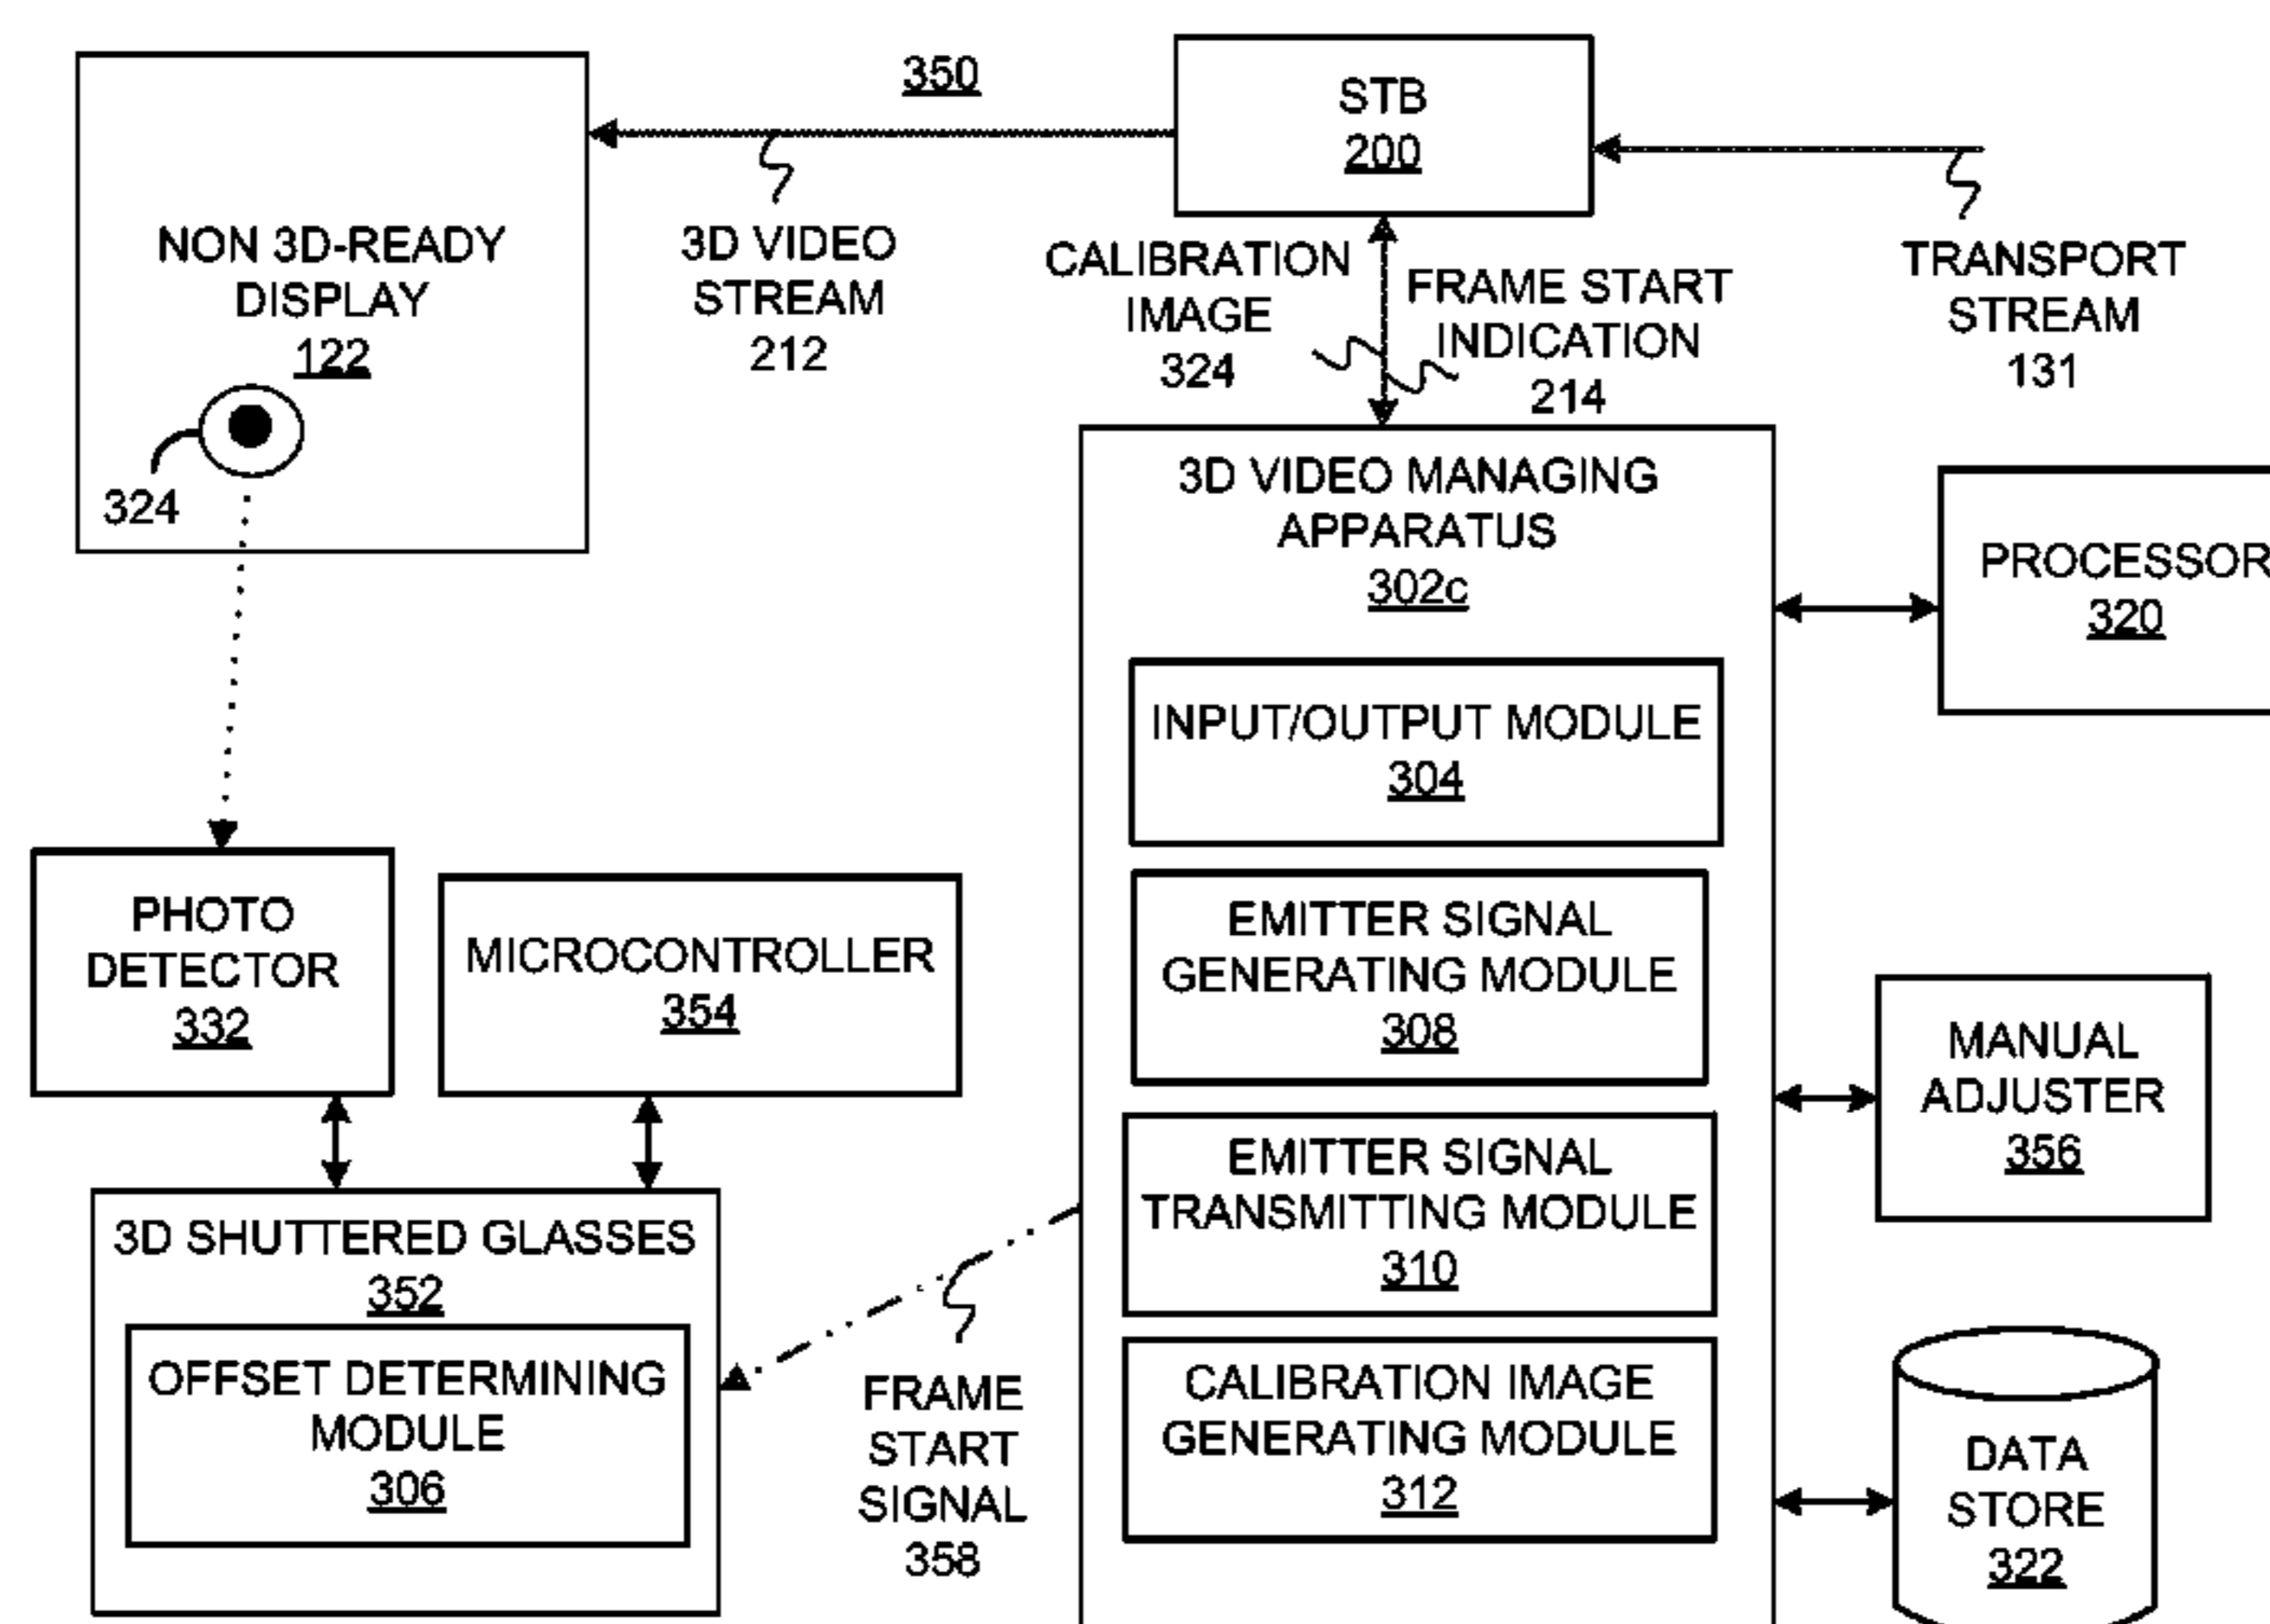 350
STB
200
NON 3D-READY
DISPLAY
122
324
3D VIDEO
STREAM
212
CALIBRATION
IMAGE
324
FRAME START
INDICATION
214
TRANSPORT
STREAM
131
3D VIDEO MANAGING
APPARATUS
302c
PROCESSOR
320
INPUT/OUTPUT MODULE
304
EMITTER SIGNAL
GENERATING MODULE
308
EMITTER SIGNAL
TRANSMITTING MODULE
310
CALIBRATION IMAGE
GENERATING MODULE
312
PHOTO
DETECTOR
332
MICROCONTROLLER
354
MANUAL
ADJUSTER
356
3D SHUTTERED GLASSES
352
OFFSET DETERMINING
MODULE
306
FRAME
START
SIGNAL
358
DATA
STORE
322